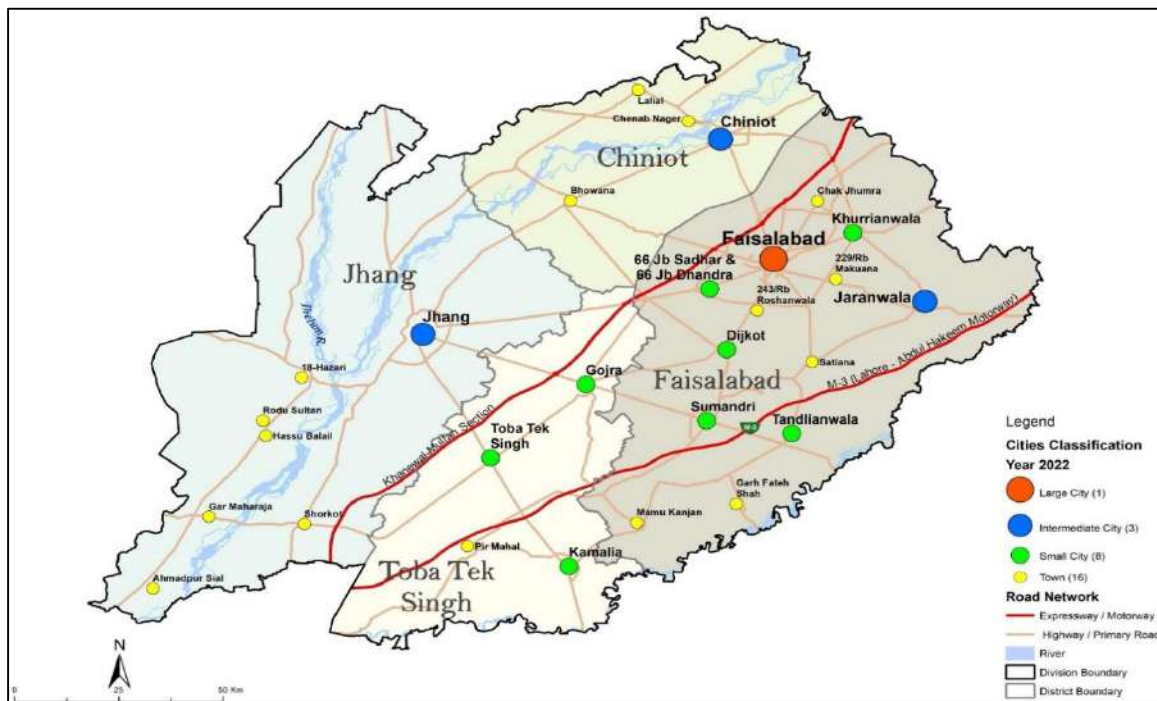 Laliat
Chenab Nager
Chiniot
Chiniot
Bhowana
Chak Jhumra
Khurrianwala
Faisalabad
66 Jb Sadhar &
66 Jb Dhandra
229/Rb
Makuana
243/Rb
Roshanwala
Jaranwala
Jhang
Jhelum R.
Jhang
Dijkot
Satiana
M-3 (Lahore - Abdul Hakeem Motorway)
18-Hazari
Gojra
Faisalabad
Rodu Sultan
Hassu Balail
Sumandri
Tandlianwala
M-3
Toba Tek
Singh
Khanewal-Multan Section
Gar Maharaja
Shorkot
Garh Fateh
Shah
Mamu Kanjan
Pir Mahal
Kamalia
Ahmadpur Sial
Toba Tek
Singh
Legend
Cities Classification
Year 2022
Large City (1)
Intermediate City (3)
Small City (8)
Town (16)
Road Network
Expressway / Motorway
Highway / Primary Road
River
Division Boundary
District Boundary
N
0 25 50 Km